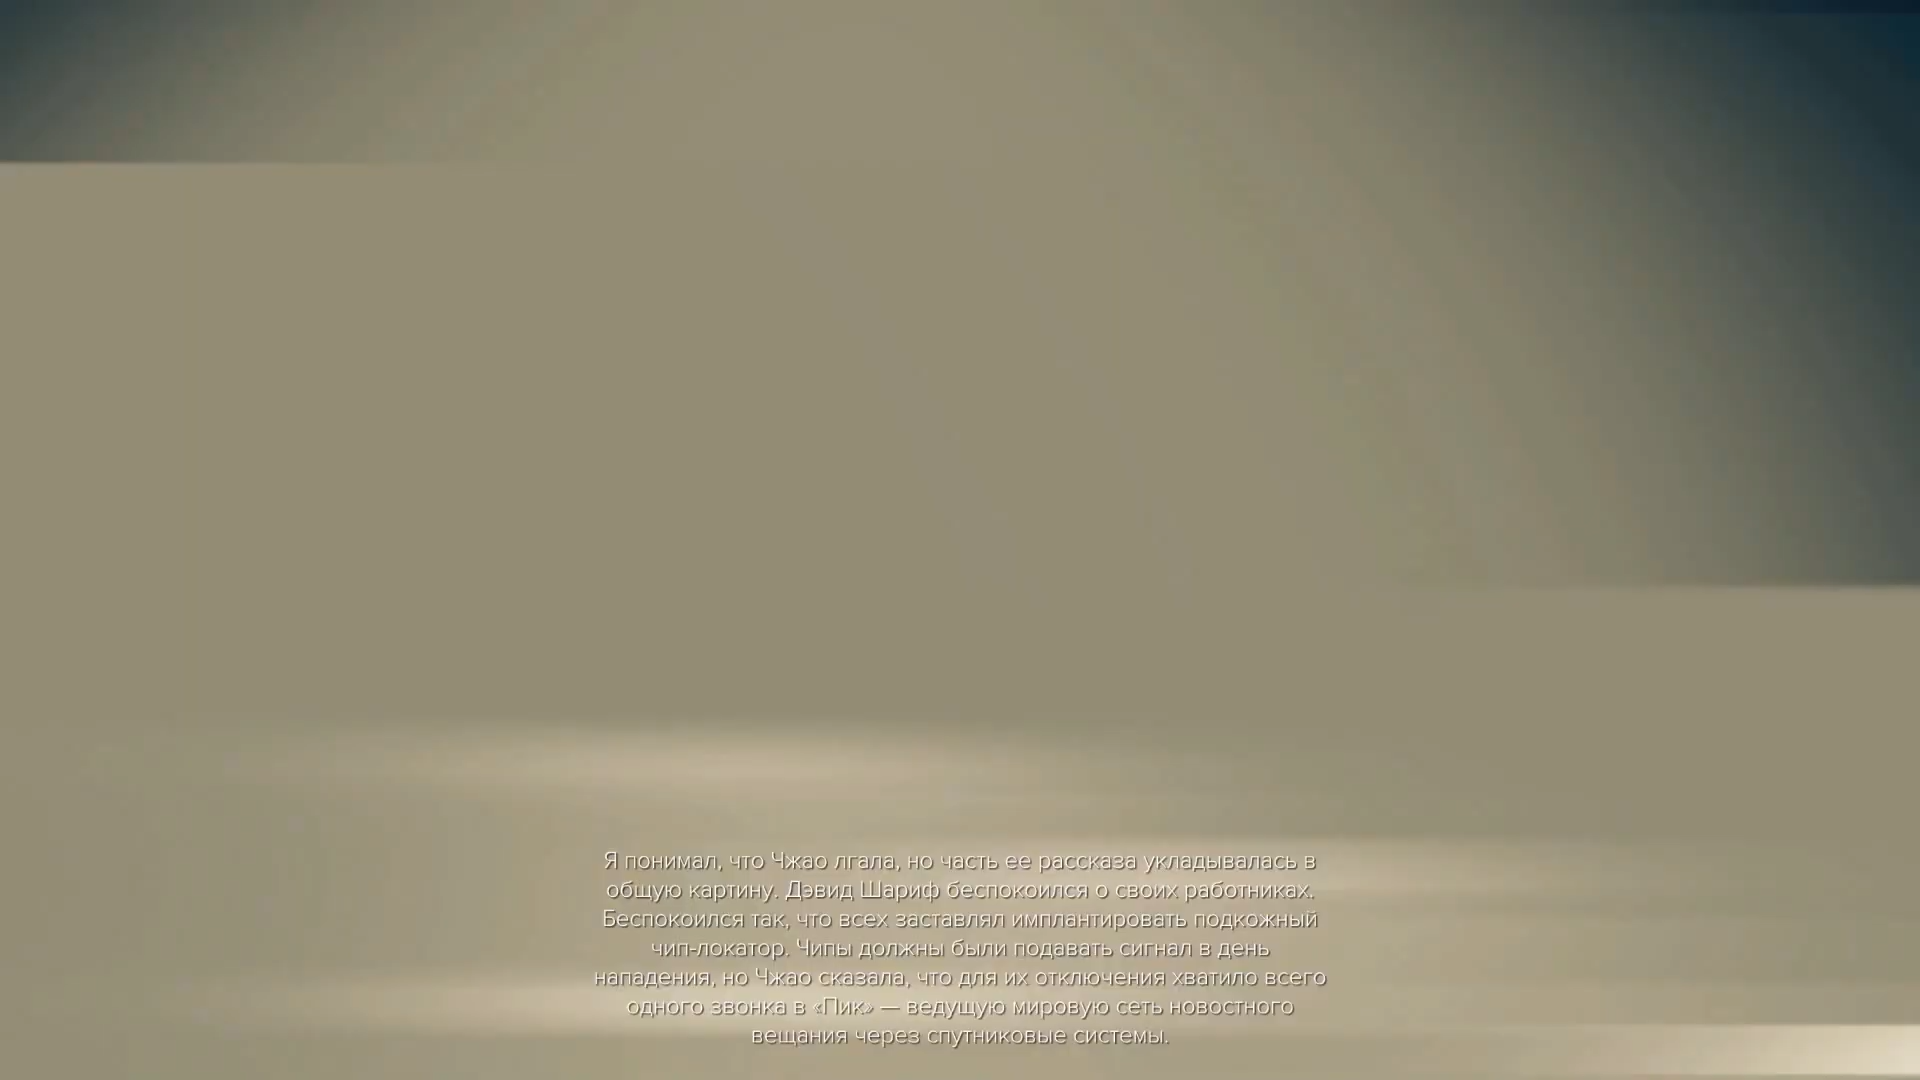 Я понимал, что Чжао лгала, но часть ее рассказа укладывалась в
общую картину. Дэвид Шариф беспокоился о своих работниках.
Беспокоился так, что всех заставлял имплантировать подкожный
чип-локатор. Чипы должны были подавать сигнал в день
нападения, но Чжао сказала, что для их отключения хватило всего
одного звонка в «Пик» — ведущую мировую сеть новостного
вещания через спутниковые системы.